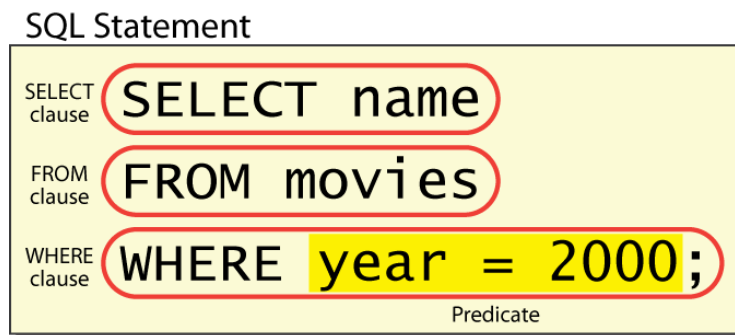 SQL Statement
SELECT
clause
SELECT name
FROM
clause
FROM movies
WHERE
clause
WHERE year = 2000;
Predicate